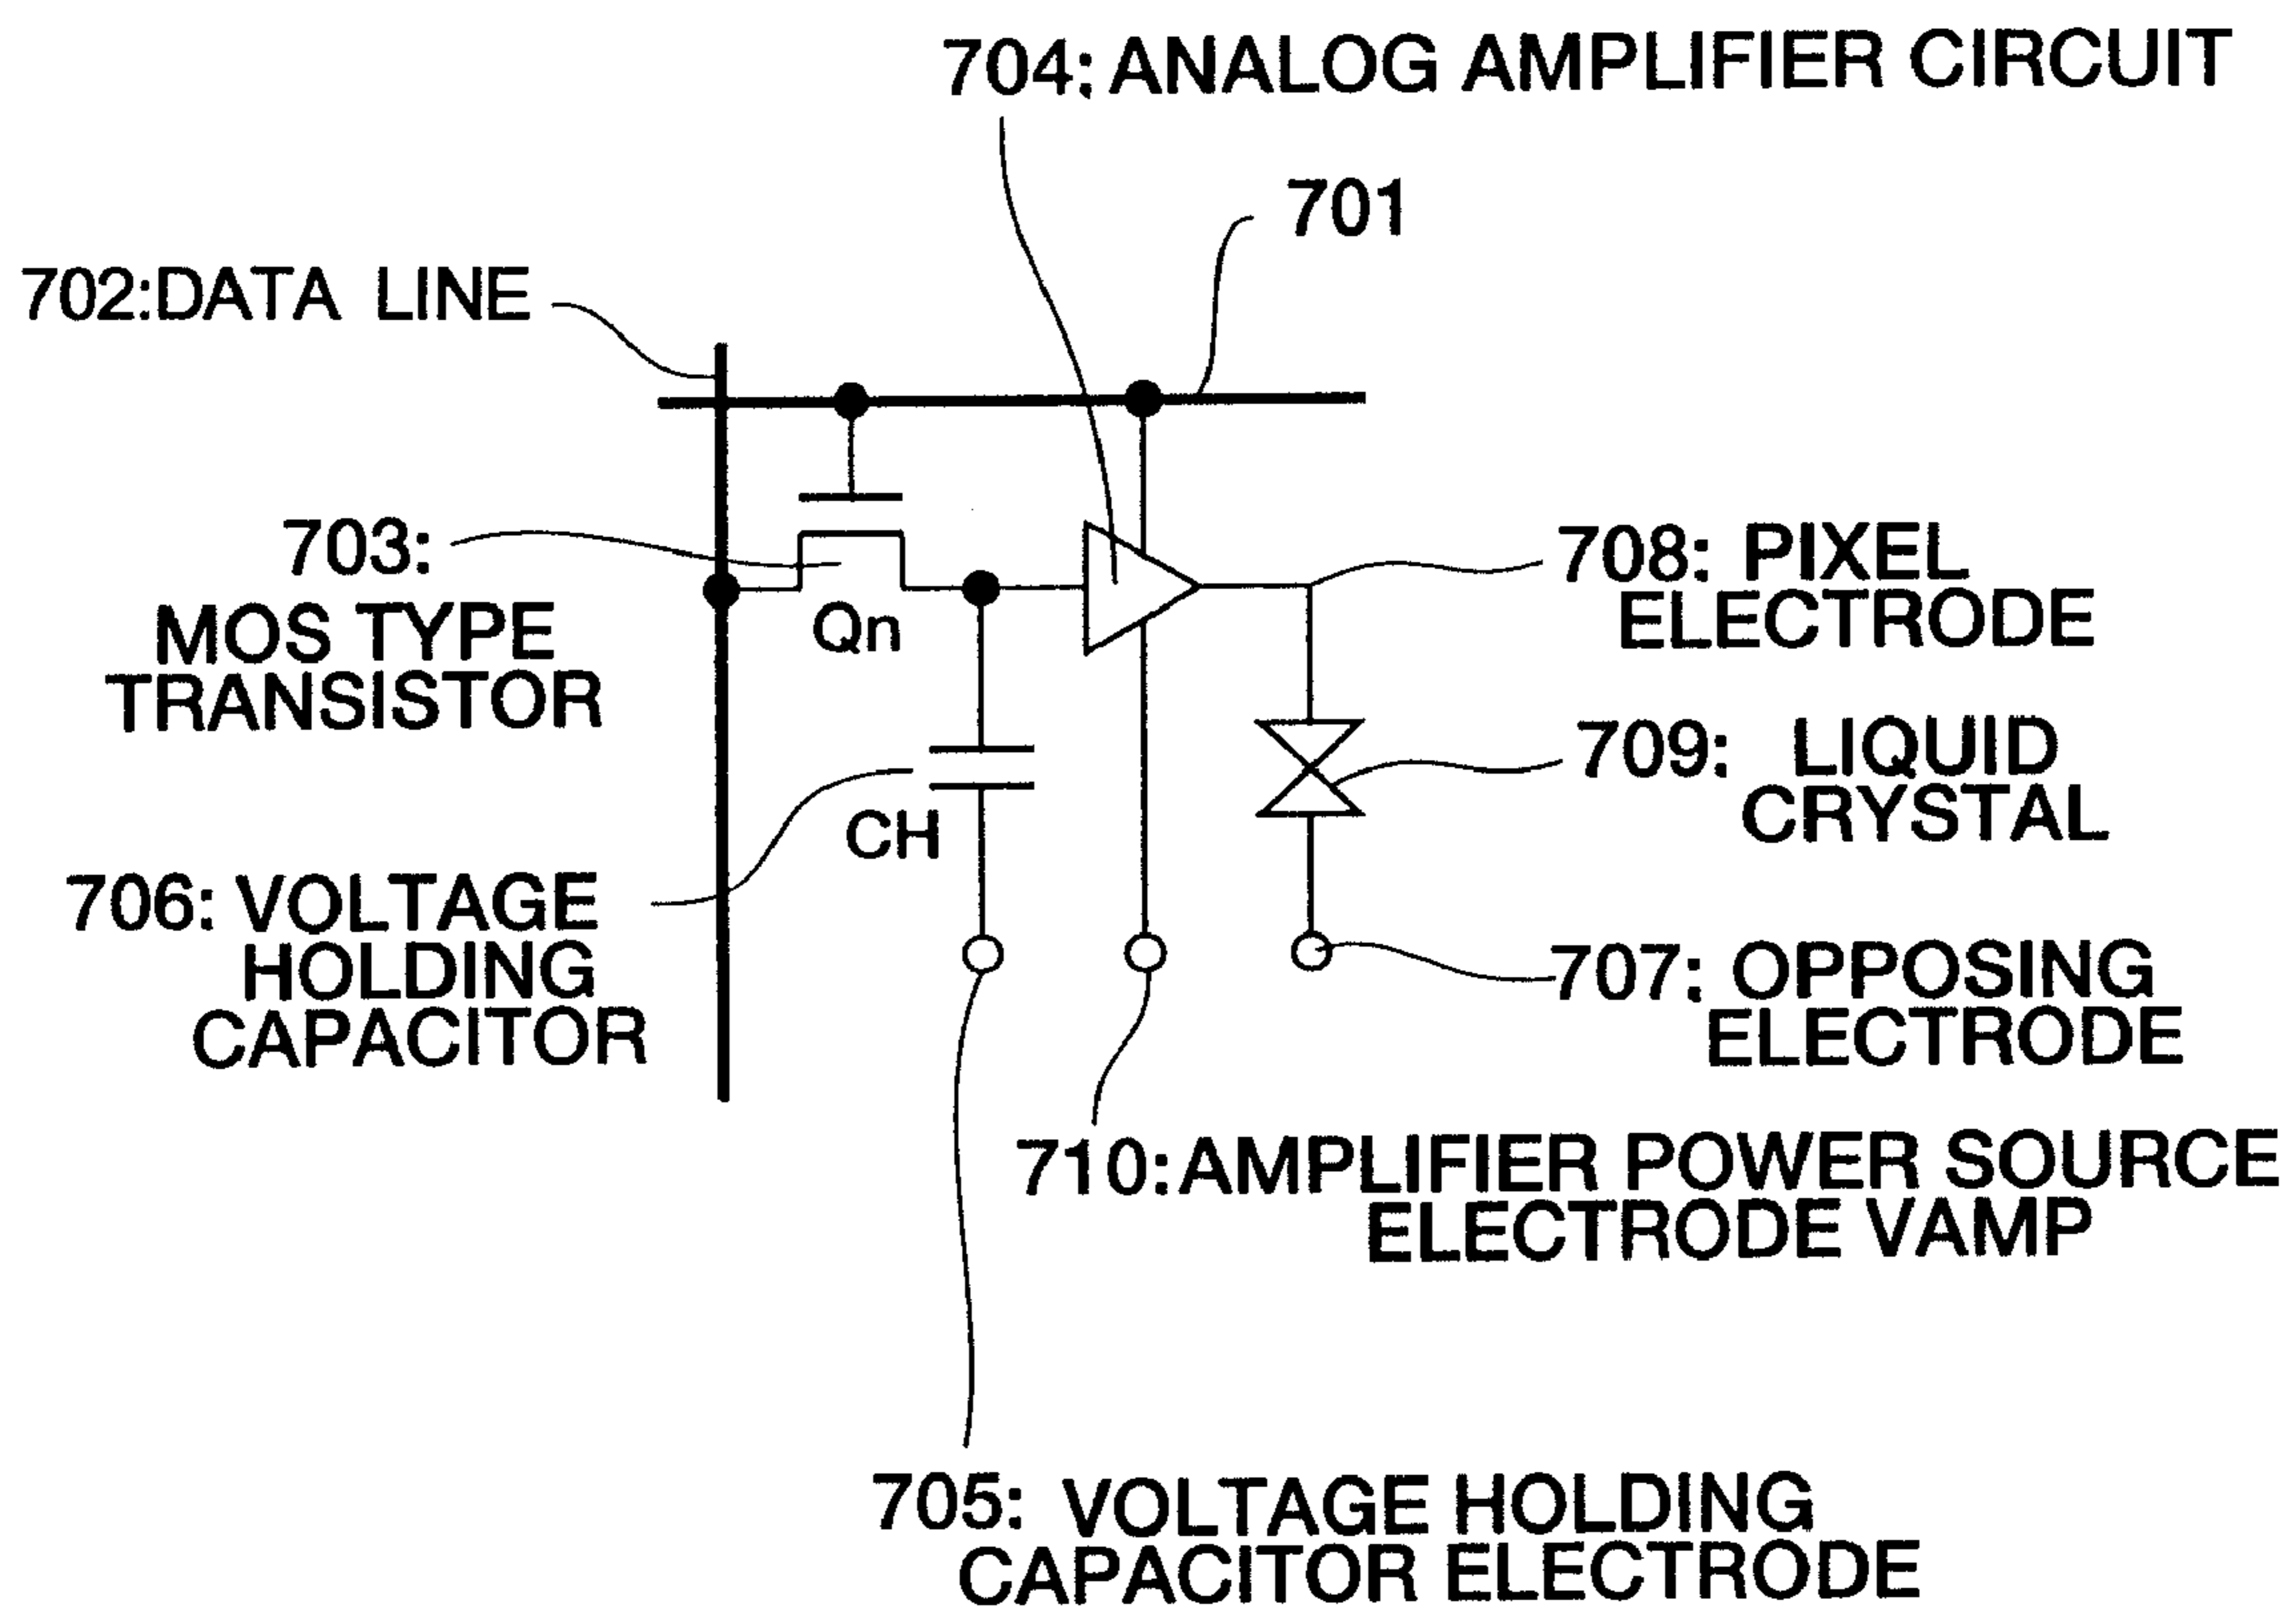 704: ANALOG AMPLIFIER CIRCUIT
701
702:DATA LINE
703:
MOS TYPE
TRANSISTOR
Qn
708: PIXEL
ELECTRODE
709: LIQUID
CRYSTAL
CH
706: VOLTAGE
HOLDING
CAPACITOR
707: OPPOSING
ELECTRODE
710: AMPLIFIER POWER SOURCE
ELECTRODE VAMP
705: VOLTAGE HOLDING
CAPACITOR ELECTRODE